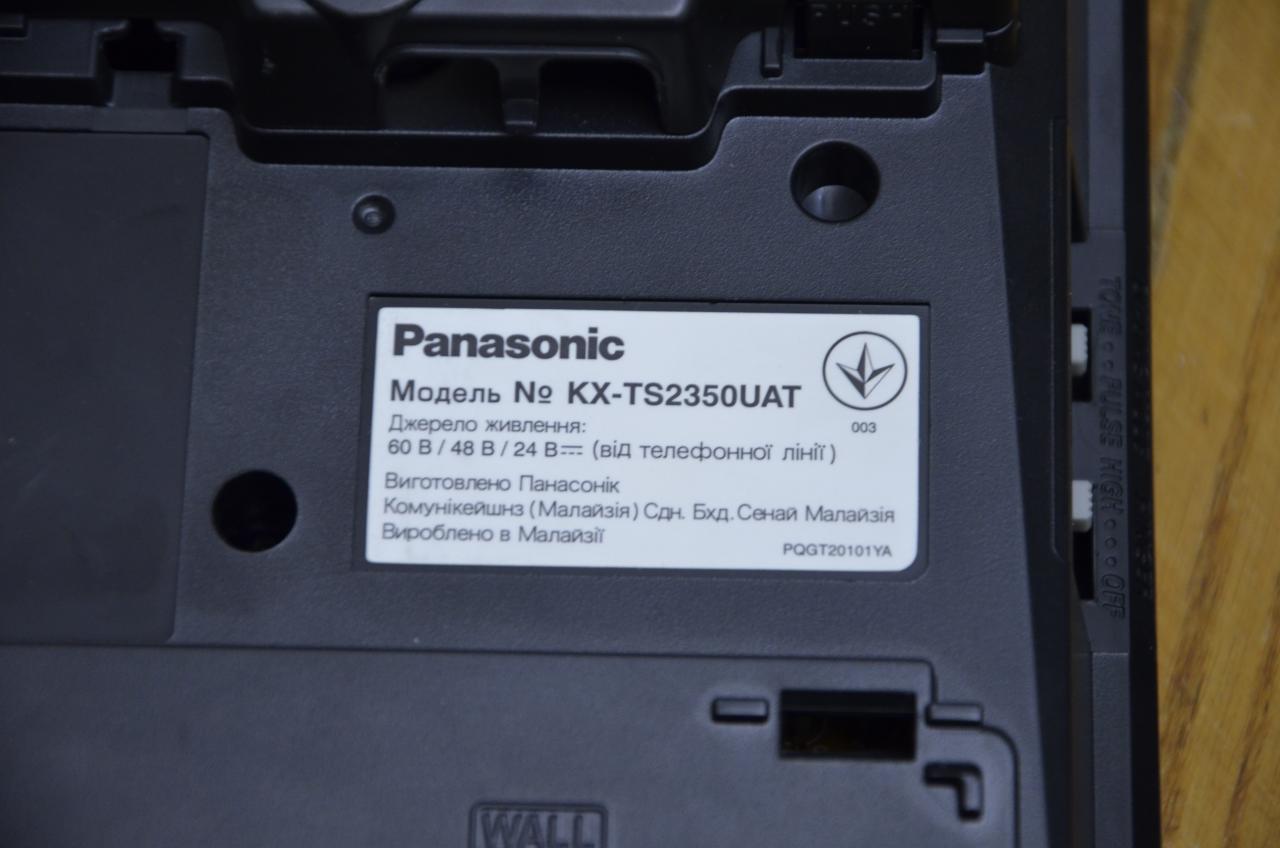 PUSH
Panasonic
Модель № KX-TS2350UAT
003
Джерело живлення:
60 В / 48 В / 24 В⎓ (від телефонної лінії)
Виготовлено Панасонік
Комунікейшнз (Малайзія) Сдн. Бхд. Сенай Малайзія
Вироблено в Малайзії
PQGT20101YA
TONE PULSE HIGH OFF
WALL